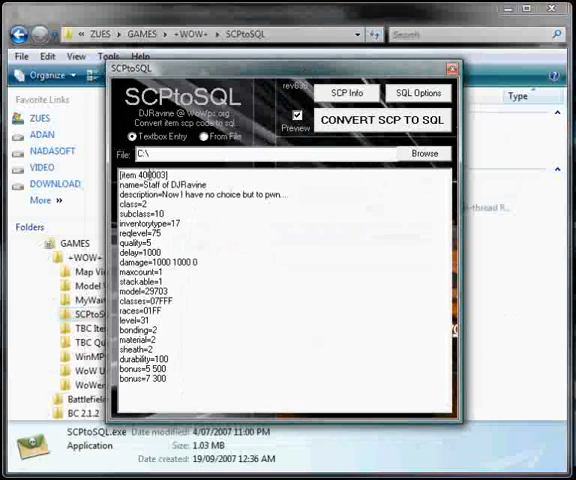 « ZUES ▸ GAMES ▸ +WOW+ ▸ SCPtoSQL
Search
File Edit View Tools Help
Organize
Type
Favorite Links
ZUES
ADAN
NADASOFT
VIDEO
DOWNLOAD
More »
Folders
GAMES
+WOW+
Map Vi
Model
MyWai
SCPtoS
TBC Ite
TBC Qu
WinMP
WoW U
WoWe
Battlefiel
BC 2.1.2
SCPtoSQL
SCPtoSQL
DJRavine @ WoWps.org
Convert item scp code to sql
Textbox Entry From File
Preview
SCP Info
SQL Options
CONVERT SCP TO SQL
File: C:\
Browse
[item 400003]
name=Staff of DJRavine
description=Now I have no choice but to pwn...
class=2
subclass=10
inventorytype=17
reqlevel=75
quality=5
delay=1000
damage=1000 1000 0
maxcount=1
stackable=1
model=29703
classes=07FFF
races=01FF
level=31
bonding=2
material=2
sheath=2
durability=100
bonus=5 500
bonus=7 300
SCPtoSQL.exe Date modified: 4/07/2007 11:00 PM
Application Size: 1.03 MB
Date created: 19/09/2007 12:36 AM